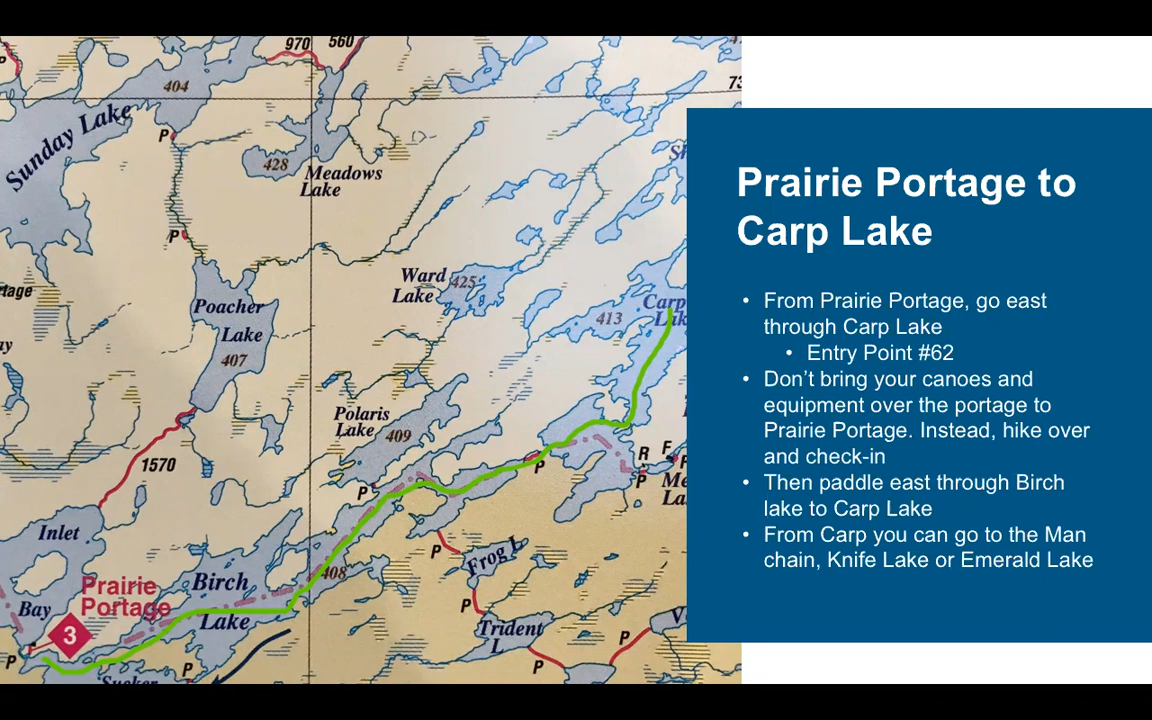 970
560
404
Sunday Lake
P
428
Meadows
Lake
P
Ward
Lake
425
Poacher
Lake
407
413
Carp
Polaris
Lake
409
1570
P
P
R
F
P
Inlet
Bay
Prairie
Portage
3
P
Birch
Lake
408
P
Frog L
P
Trident
L
P
P
P
Prairie Portage to
Carp Lake
• From Prairie Portage, go east
through Carp Lake
• Entry Point #62
• Don’t bring your canoes and
equipment over the portage to
Prairie Portage. Instead, hike over
and check-in
• Then paddle east through Birch
lake to Carp Lake
• From Carp you can go to the Man
chain, Knife Lake or Emerald Lake